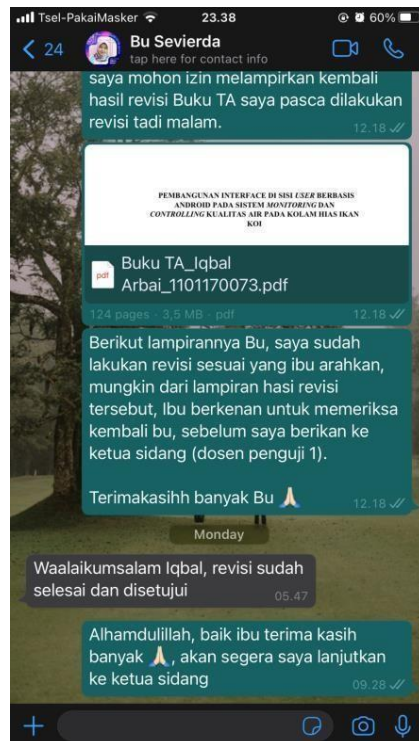 Tsel-PakaiMasker 23.38 60%
24 Bu Sevierda
tap here for contact info
saya mohon izin melampirkan kembali
hasil revisi Buku TA saya pasca dilakukan
revisi tadi malam.
12.18
PEMBANGUNAN INTERFACE DI SISI USER BERBASIS
ANDROID PADA SISTEM MONITORING DAN
CONTROLLING KUALITAS AIR PADA KOLAM HIAS IKAN
KOI
pdf
Buku TA_Iqbal
Arbai_1101170073.pdf
124 pages · 3,5 MB · pdf 12.18
Berikut lampirannya Bu, saya sudah
lakukan revisi sesuai yang ibu arahkan,
mungkin dari lampiran hasi revisi
tersebut, Ibu berkenan untuk memeriksa
kembali bu, sebelum saya berikan ke
ketua sidang (dosen penguji 1).
Terimakasihh banyak Bu 🙏🏻
12.18
Monday
Waalaikumsalam Iqbal, revisi sudah
selesai dan disetujui
05.47
Alhamdulillah, baik ibu terima kasih
banyak 🙏🏻, akan segera saya lanjutkan
ke ketua sidang
09.28